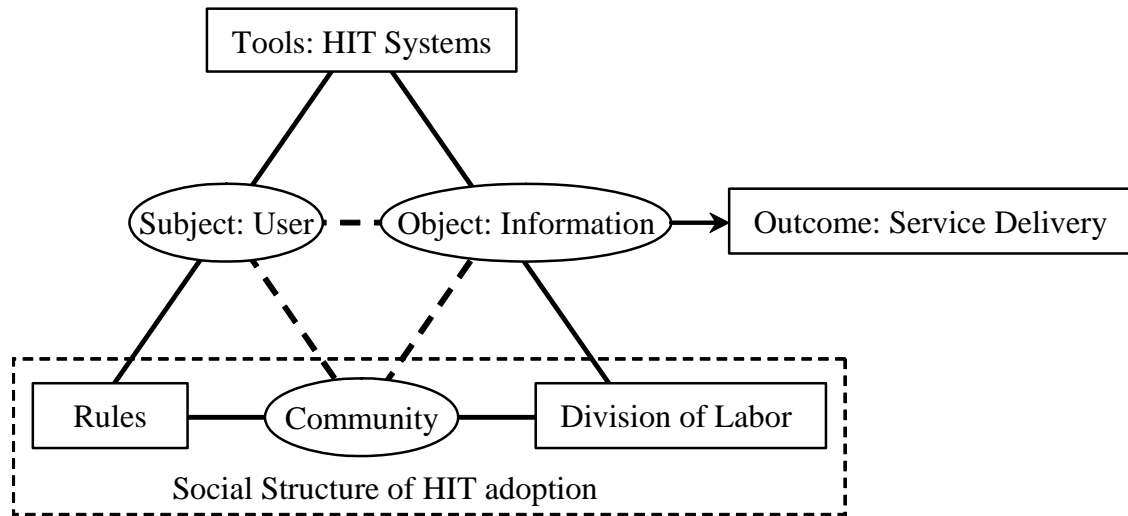 Tools: HIT Systems
Subject: User
Object: Information
Outcome: Service Delivery
Rules
Community
Division of Labor
Social Structure of HIT adoption